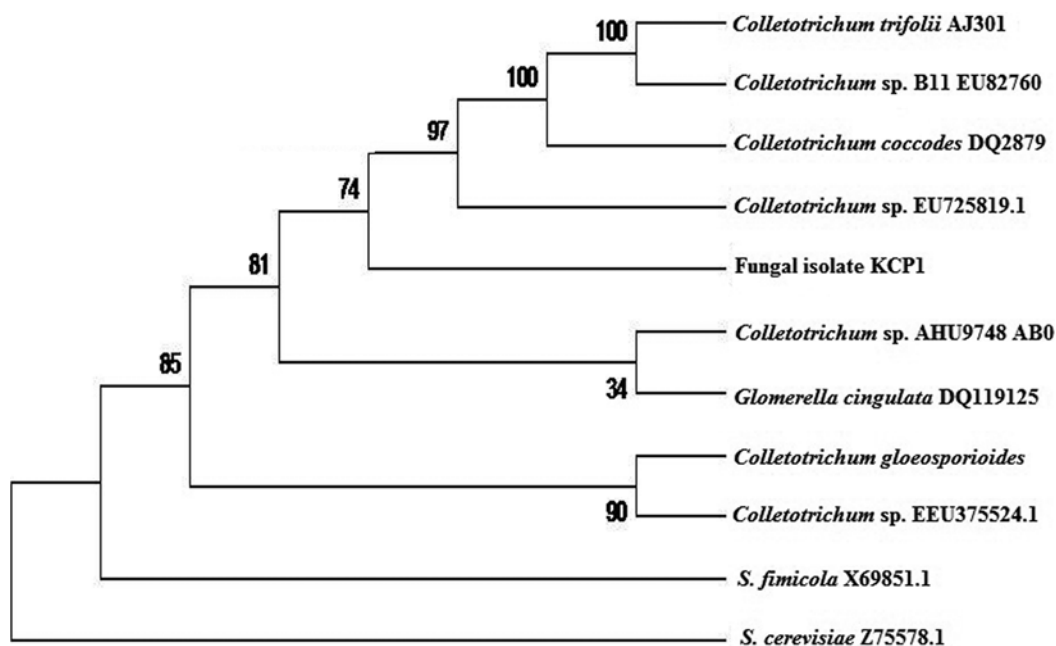 100
Colletotrichum trifolii AJ301
100
Colletotrichum sp. B11 EU82760
97
Colletotrichum coccodes DQ2879
74
Colletotrichum sp. EU725819.1
81
Fungal isolate KCP1
Colletotrichum sp. AHU9748 AB0
85
34
Glomerella cingulata DQ119125
Colletotrichum gloeosporioides
90
Colletotrichum sp. EEU375524.1
S. fimicola X69851.1
S. cerevisiae Z75578.1